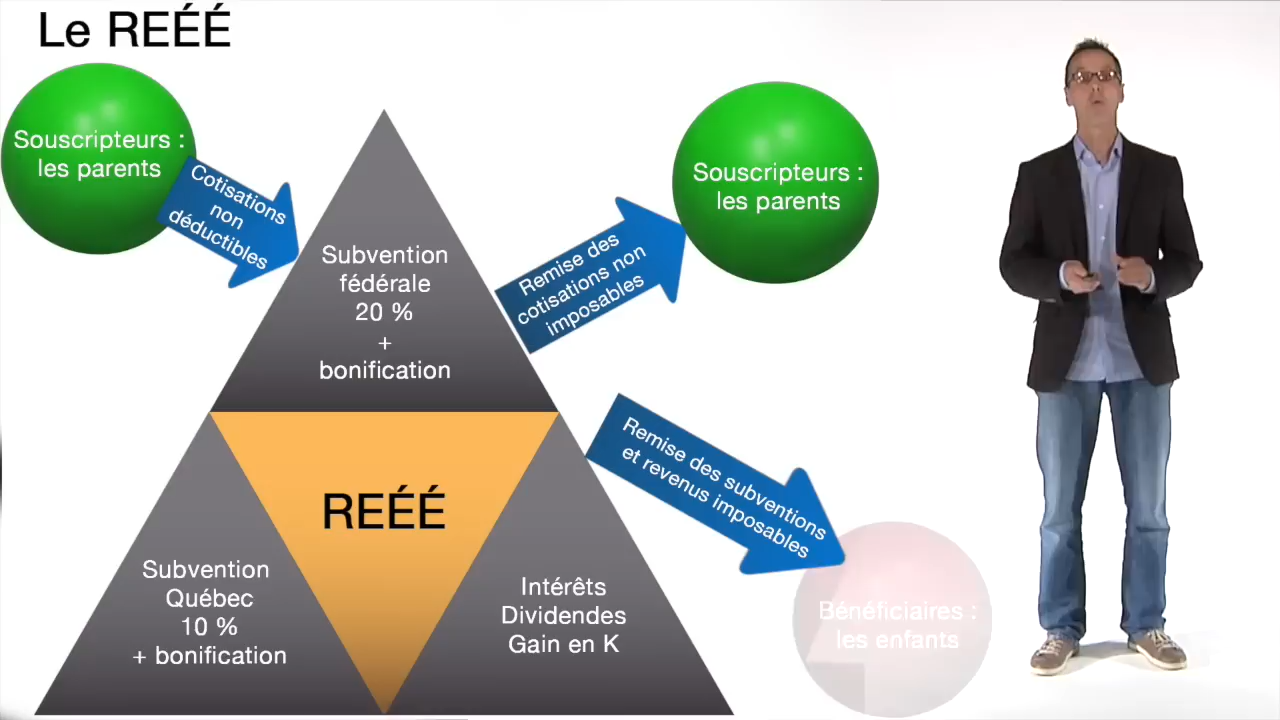 Le REÉÉ
Souscripteurs :
les parents
Cotisations
non
déductibles
Subvention
fédérale
20 %
+
bonification
Remise des
cotisations non
imposables
Souscripteurs :
les parents
Remise des subventions
et revenus imposables
REÉÉ
Subvention
Québec
10 %
+ bonification
Intérêts
Dividendes
Gain en K
Bénéficiaires :
les enfants